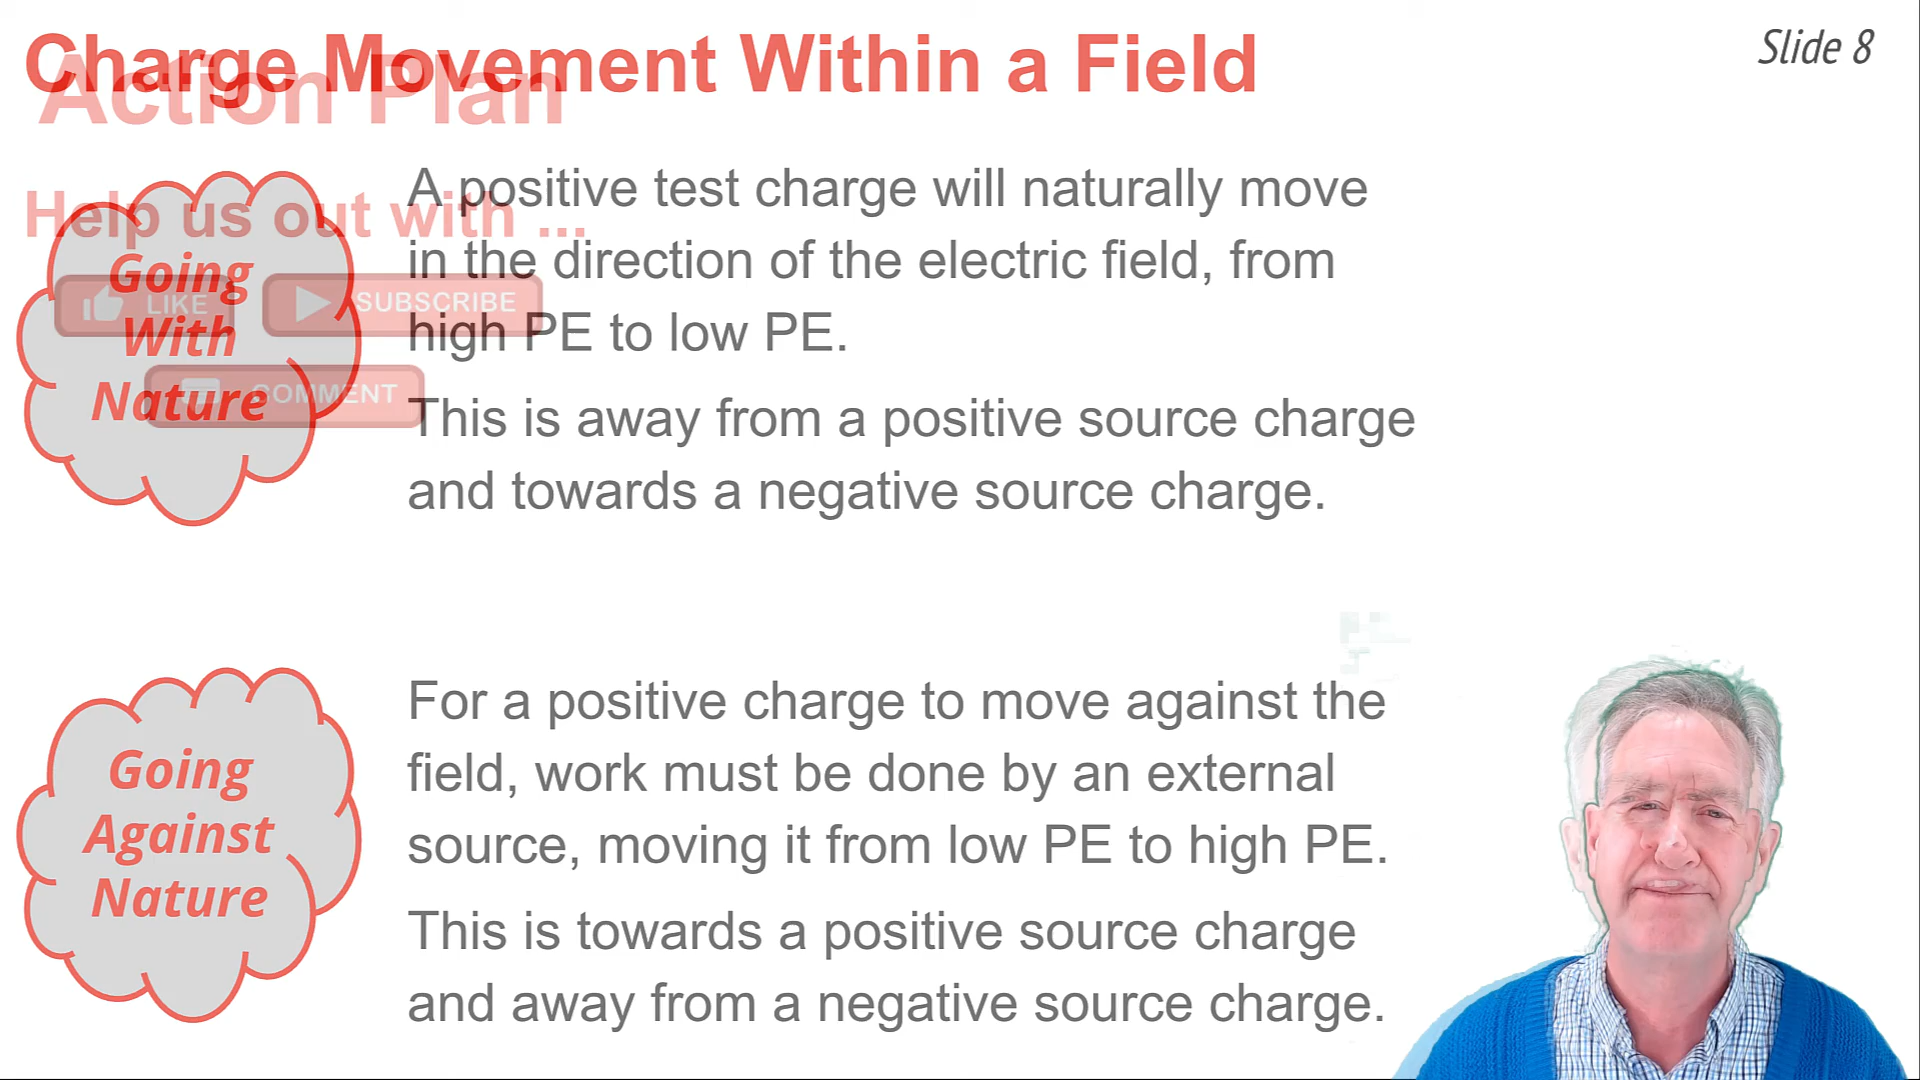 Charge Movement Within a Field
Slide 8
Action Plan
Help us out with ...
LIKE
SUBSCRIBE
COMMENT
Going
With
Nature
A positive test charge will naturally move
in the direction of the electric field, from
high PE to low PE.
This is away from a positive source charge
and towards a negative source charge.
Going
Against
Nature
For a positive charge to move against the
field, work must be done by an external
source, moving it from low PE to high PE.
This is towards a positive source charge
and away from a negative source charge.